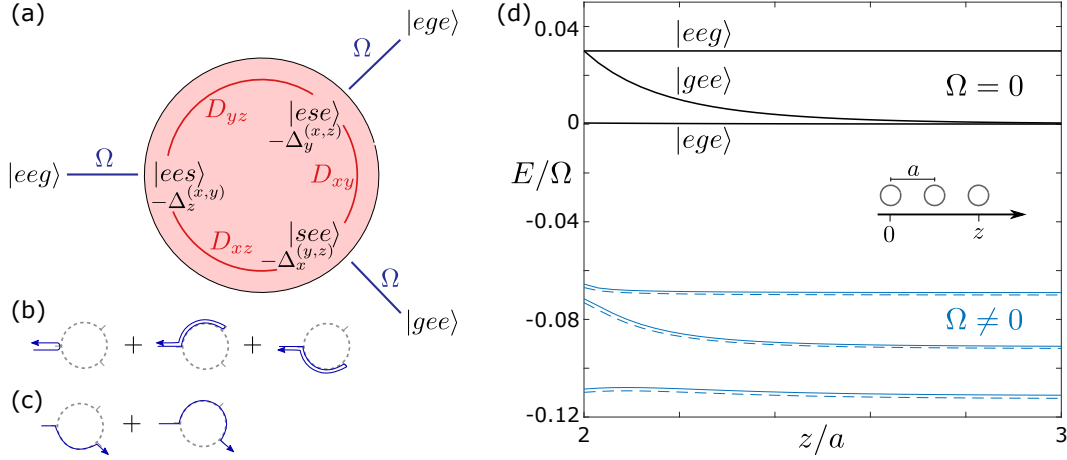 (a)
|ege⟩
Ω
D_{yz}
|ese⟩
-Δ_y^{(x,z)}
|eeg⟩
Ω
|ees⟩
-Δ_z^{(x,y)}
D_{xy}
D_{xz}
|see⟩
-Δ_x^{(y,z)}
Ω
|gee⟩
(b)
+
+
(c)
+
(d)
0.04
|eeg⟩
|gee⟩
Ω = 0
0
|ege⟩
E/Ω
a
-0.04
0
z
-0.08
Ω ≠ 0
-0.12
2
z/a
3